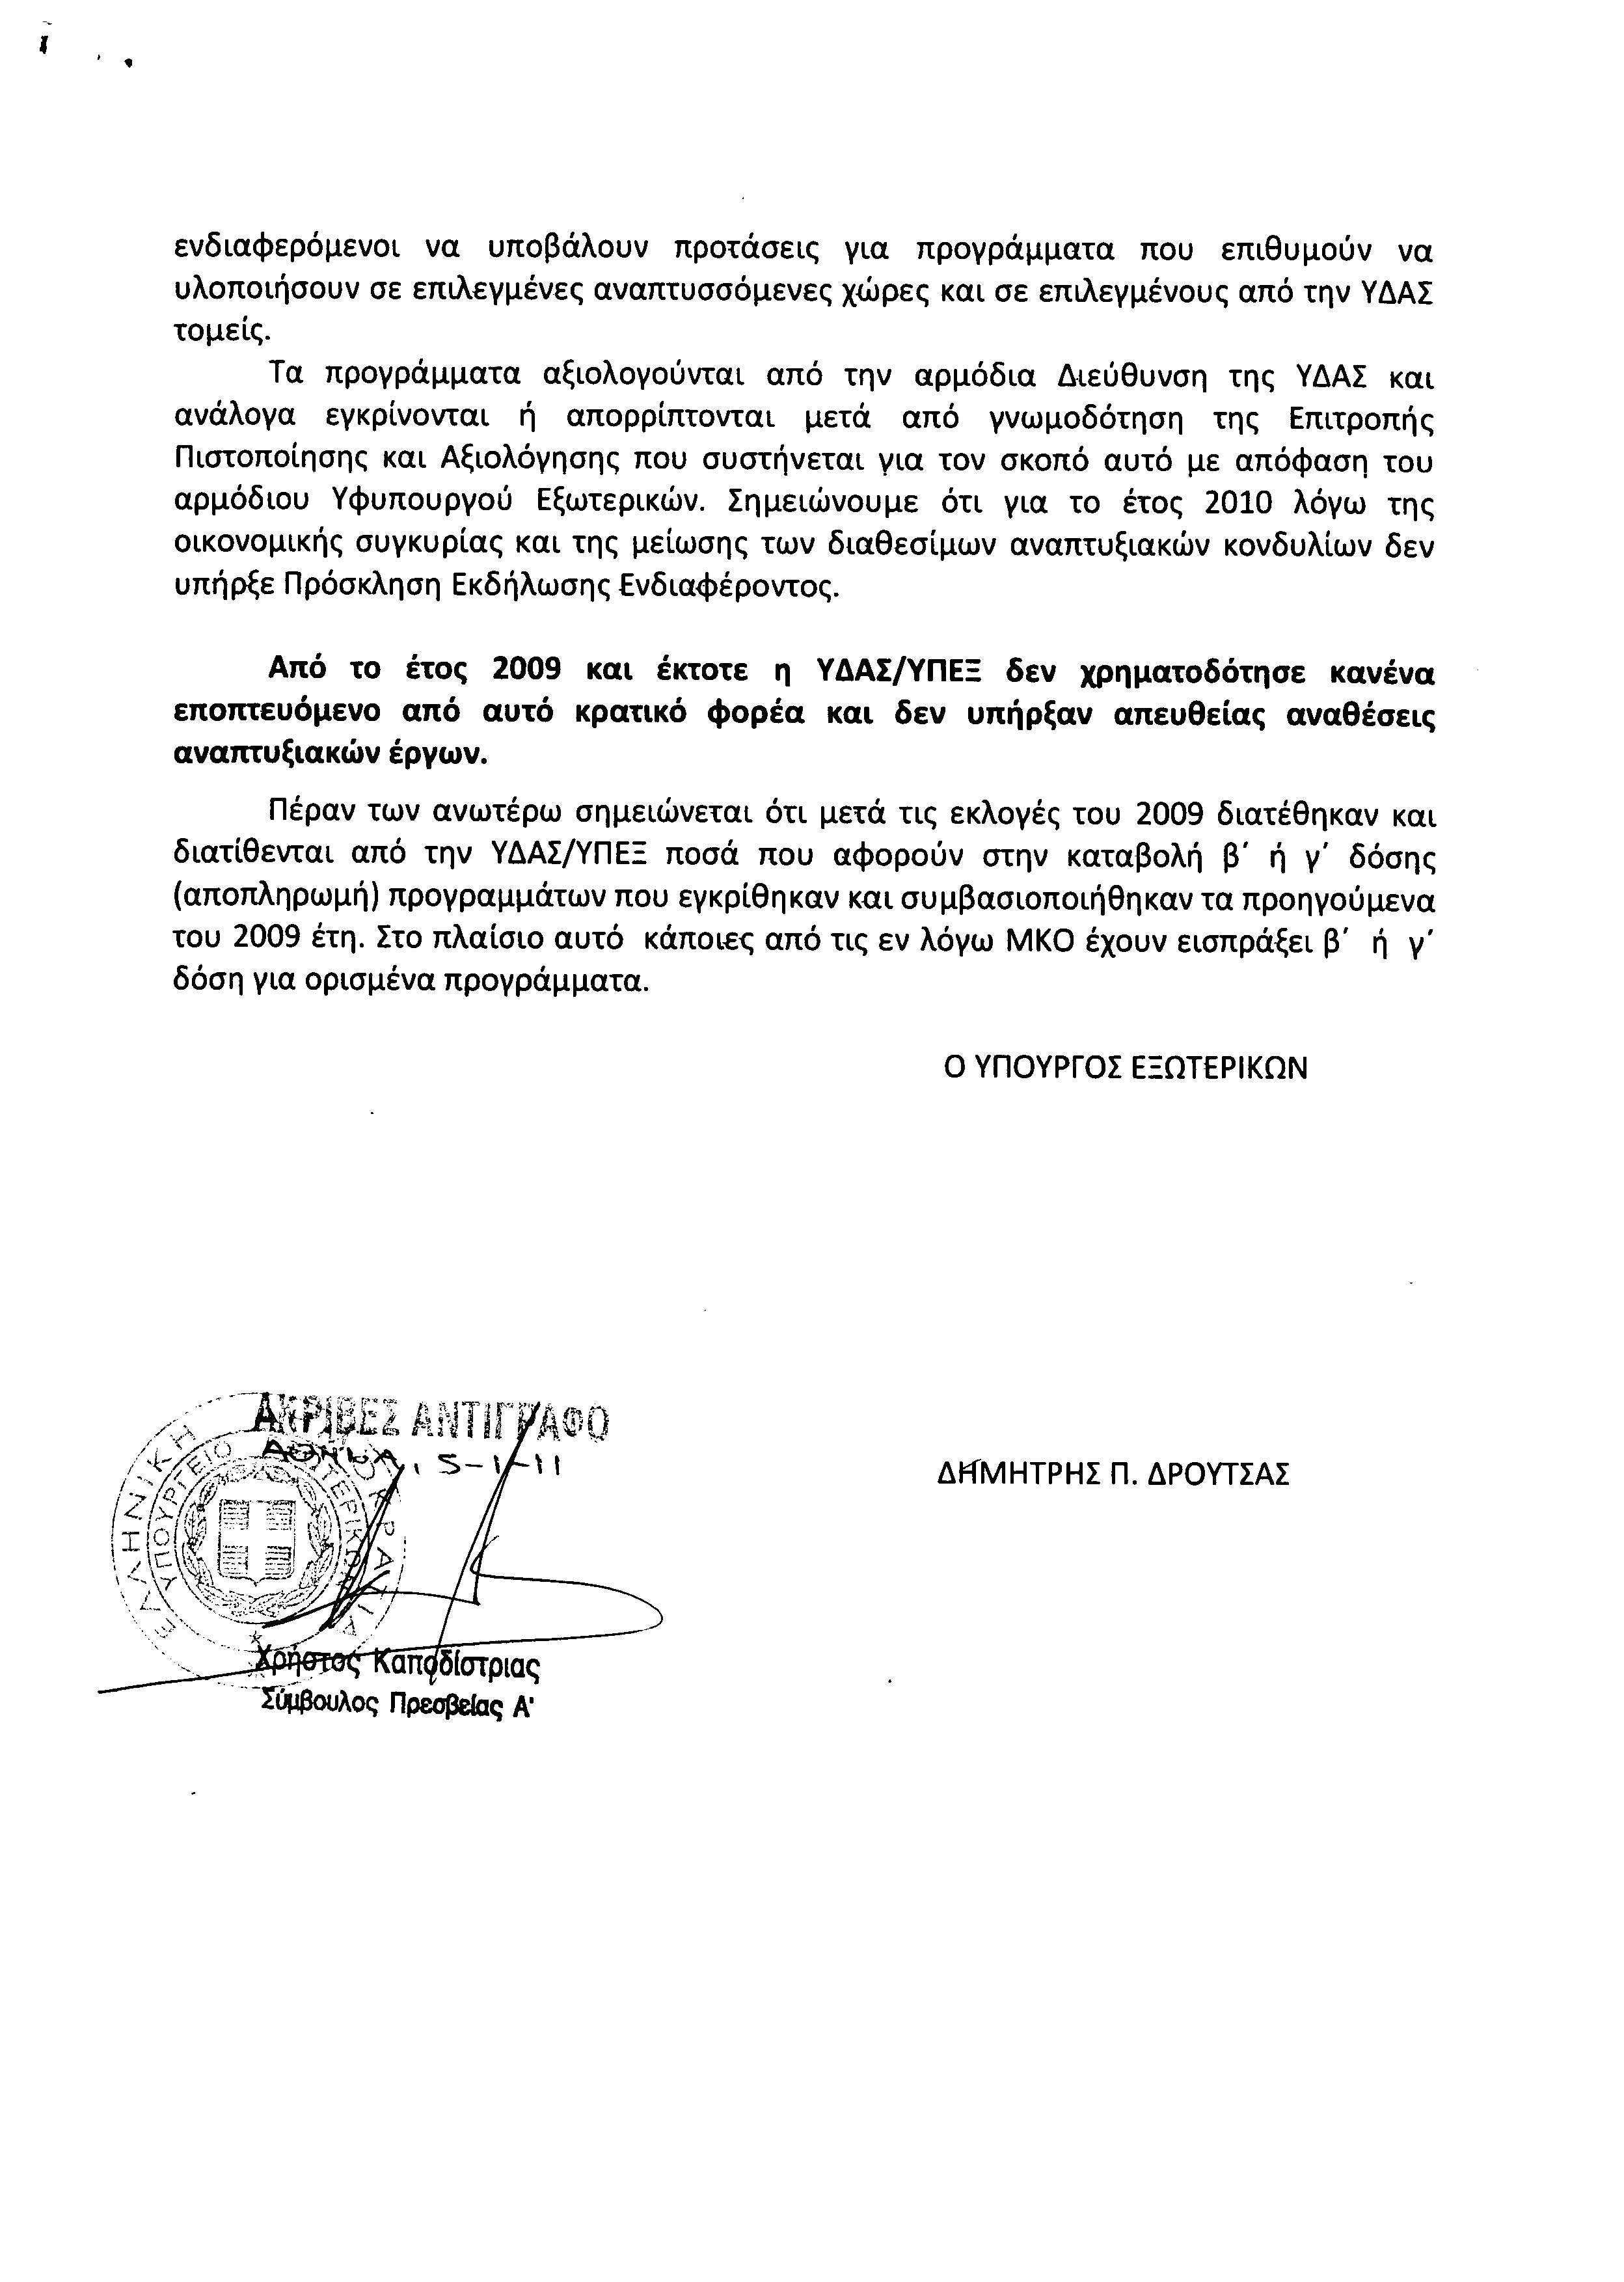 ενδιαφερόμενοι να υποβάλουν προτάσεις για προγράμματα που επιθυμούν να
υλοποιήσουν σε επιλεγμένες αναπτυσσόμενες χώρες και σε επιλεγμένους από την ΥΔΑΣ
τομείς.
Τα προγράμματα αξιολογούνται από την αρμόδια Διεύθυνση της ΥΔΑΣ και
ανάλογα εγκρίνονται ή απορρίπτονται μετά από γνωμοδότηση της Επιτροπής
Πιστοποίησης και Αξιολόγησης που συστήνεται για τον σκοπό αυτό με απόφαση του
αρμόδιου Υφυπουργού Εξωτερικών. Σημειώνουμε ότι για το έτος 2010 λόγω της
οικονομικής συγκυρίας και της μείωσης των διαθεσίμων αναπτυξιακών κονδυλίων δεν
υπήρξε Πρόσκληση Εκδήλωσης Ενδιαφέροντος.
Από το έτος 2009 και έκτοτε η ΥΔΑΣ/ΥΠΕΞ δεν χρηματοδότησε κανένα
εποπτευόμενο από αυτό κρατικό φορέα και δεν υπήρξαν απευθείας αναθέσεις
αναπτυξιακών έργων.
Πέραν των ανωτέρω σημειώνεται ότι μετά τις εκλογές του 2009 διατέθηκαν και
διατίθενται από την ΥΔΑΣ/ΥΠΕΞ ποσά που αφορούν στην καταβολή β΄ ή γ΄ δόσης
(αποπληρωμή) προγραμμάτων που εγκρίθηκαν και συμβασιοποιήθηκαν τα προηγούμενα
του 2009 έτη. Στο πλαίσιο αυτό κάποιες από τις εν λόγω ΜΚΟ έχουν εισπράξει β΄ ή γ΄
δόση για ορισμένα προγράμματα.
Ο ΥΠΟΥΡΓΟΣ ΕΞΩΤΕΡΙΚΩΝ
ΑΚΡΙΒΕΣ ΑΝΤΙΓΡΑΦΟ
ΑΘΗΝΑ, 5-1-11
ΔΗΜΗΤΡΗΣ Π. ΔΡΟΥΤΣΑΣ
ΕΛΛΗΝΙΚΗ ΔΗΜΟΚΡΑΤΙΑ
ΥΠΟΥΡΓΕΙΟ ΕΞΩΤΕΡΙΚΩΝ
Χρήστος Καποδίστριας
Σύμβουλος Πρεσβείας Α'